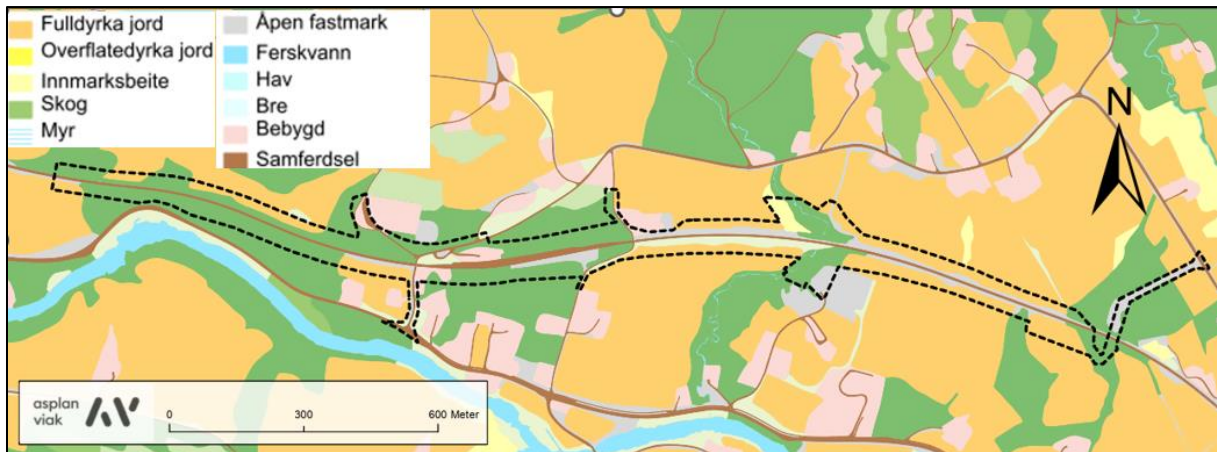 Fulldyrka jord
Overflatedyrka jord
Innmarksbeite
Skog
Myr
Åpen fastmark
Ferskvann
Hav
Bre
Bebygd
Samferdsel
N
asplan
viak
0 300 600 Meter